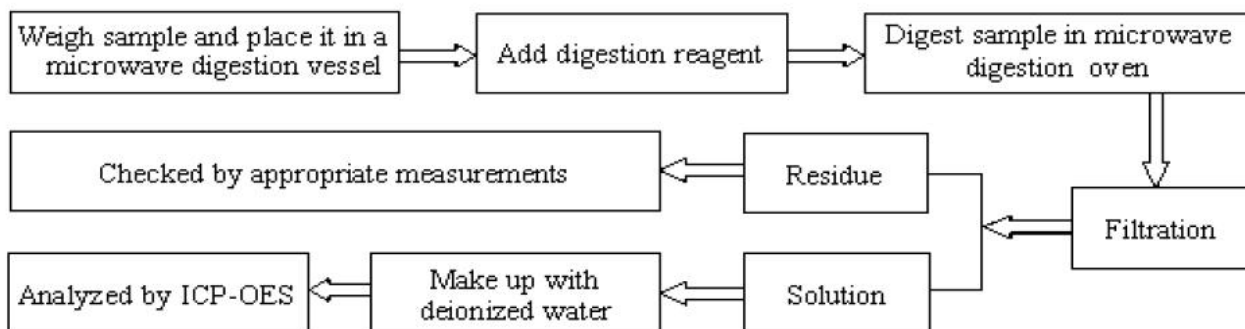 Weigh sample and place it in a
microwave digestion vessel
Add digestion reagent
Digest sample in microwave
digestion oven
Checked by appropriate measurements
Residue
Filtration
Analyzed by ICP-OES
Make up with
deionized water
Solution